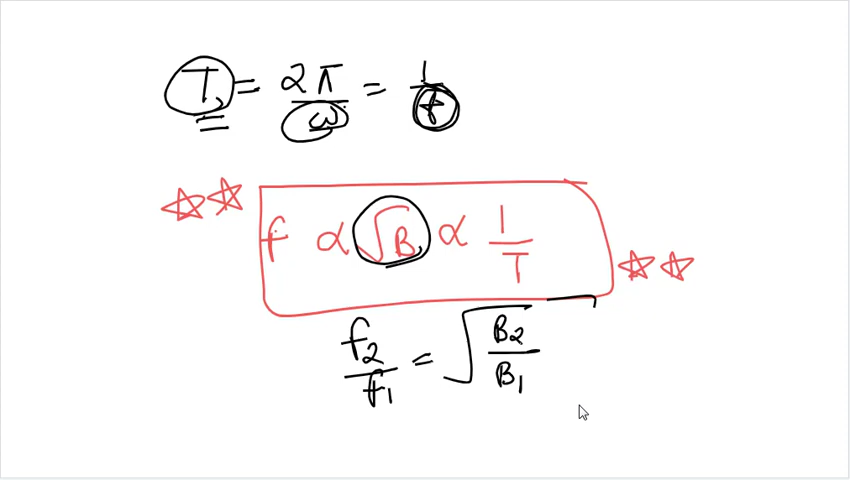 T = 2π/ω = 1/f
f ∝ √B ∝ 1/T
f₂/f₁ = √(B₂/B₁)